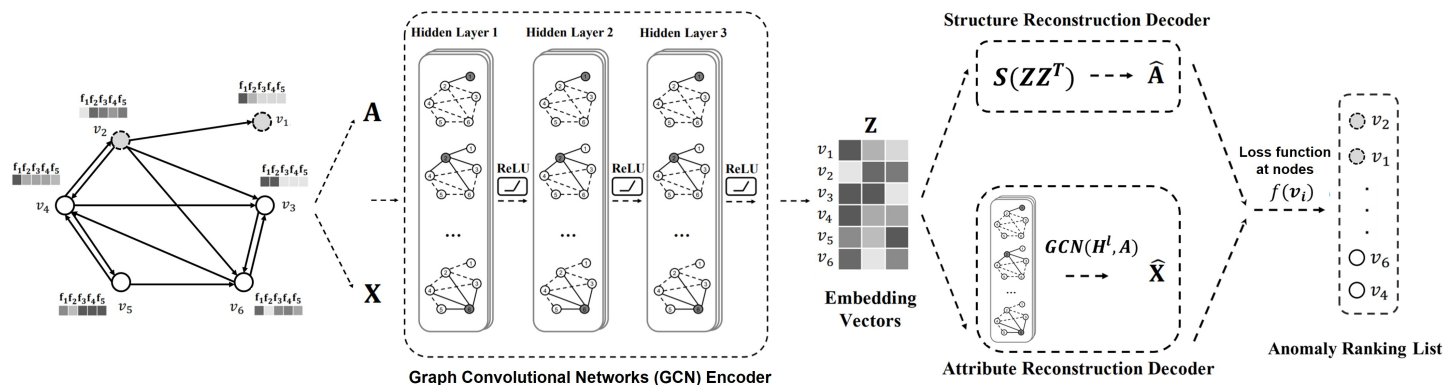 f₁f₂f₃f₄f₅
v₁
f₁f₂f₃f₄f₅
v₂
f₁f₂f₃f₄f₅
v₄
f₁f₂f₃f₄f₅
v₃
f₁f₂f₃f₄f₅
v₅
f₁f₂f₃f₄f₅
v₆
A
X
Hidden Layer 1
Hidden Layer 2
Hidden Layer 3
...
...
...
ReLU
ReLU
ReLU
Graph Convolutional Networks (GCN) Encoder
Z
v₁
v₂
v₃
v₄
v₅
v₆
Embedding
Vectors
Structure Reconstruction Decoder
S(ZZᵀ)
Â
GCN(Hˡ, A)
X̂
...
Attribute Reconstruction Decoder
Loss function
at nodes
f(vᵢ)
v₂
v₁
.
.
.
v₆
v₄
Anomaly Ranking List